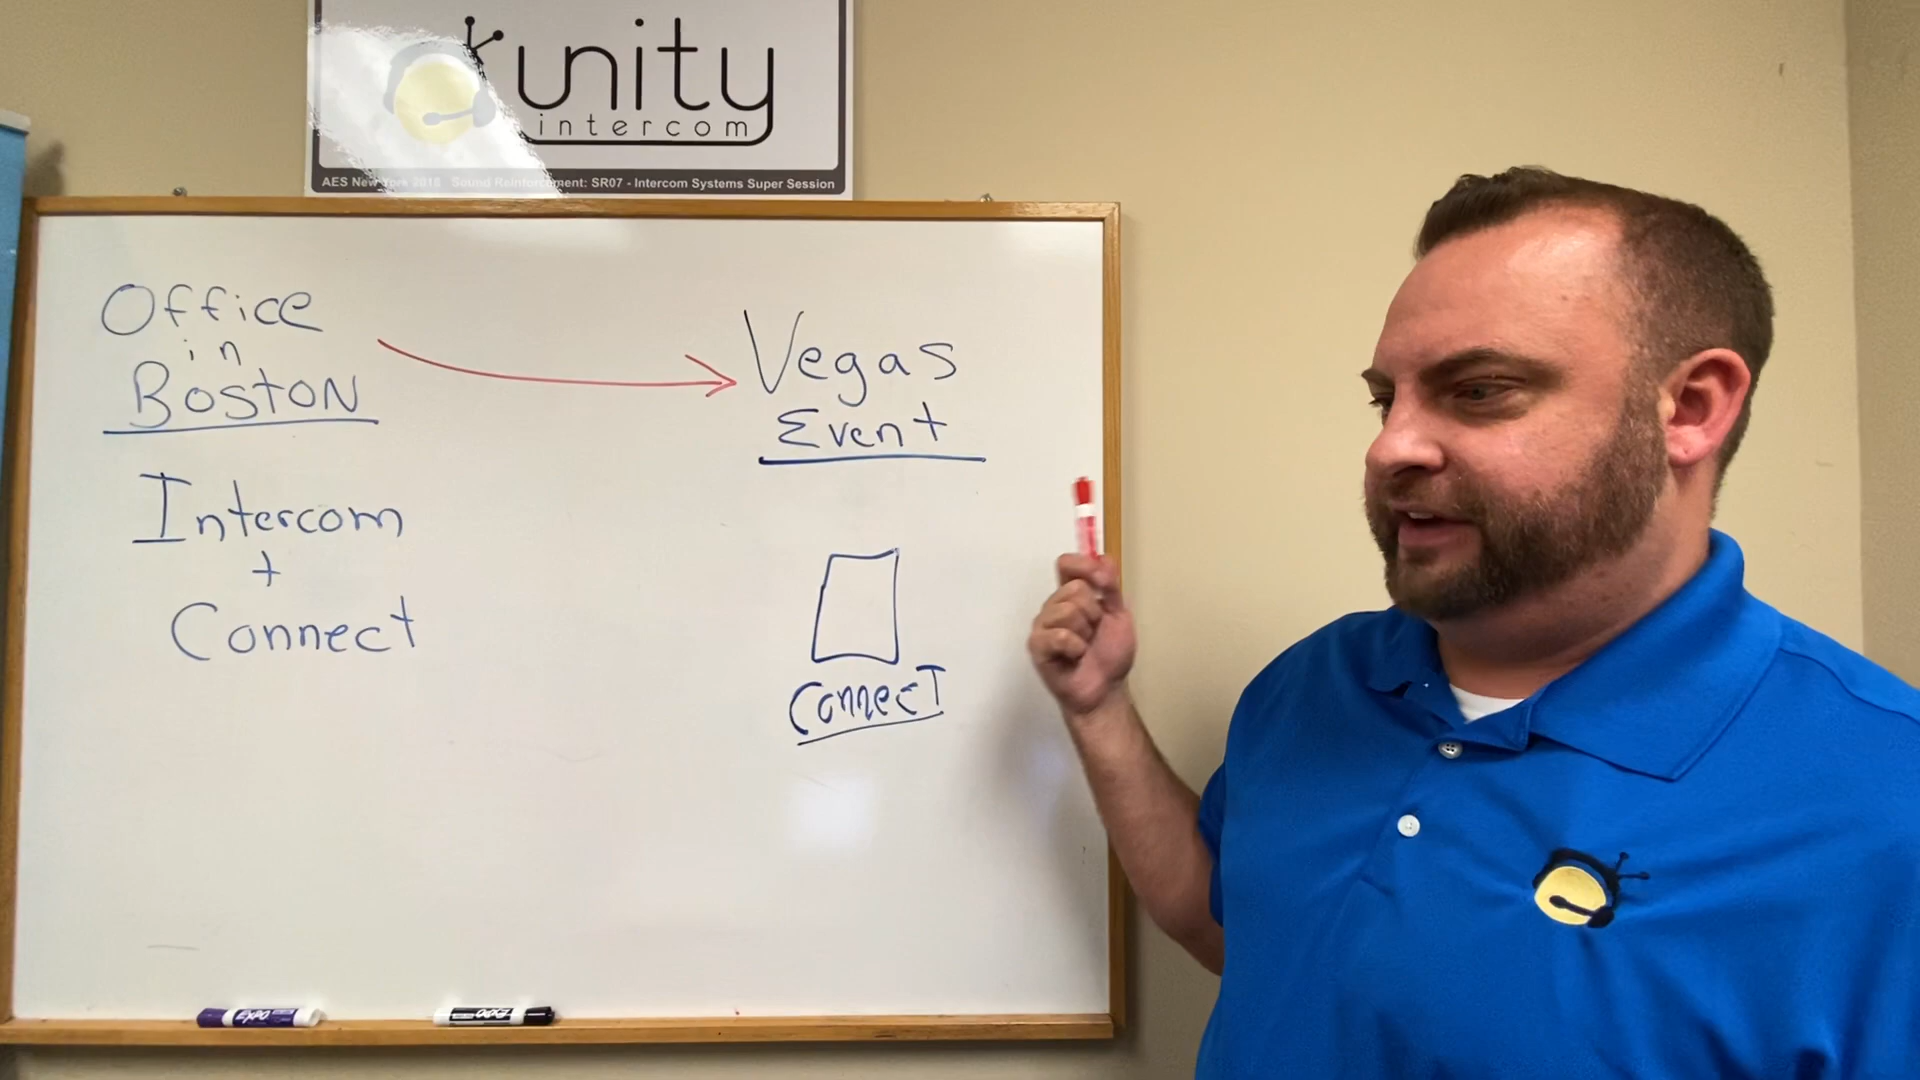 unity
intercom
AES New York 2018 Sound Reinforcement: SR07 - Intercom Systems Super Session
Office
in
Boston
Vegas
Event
Intercom
+
Connect
Connect
EXPO
EXPO